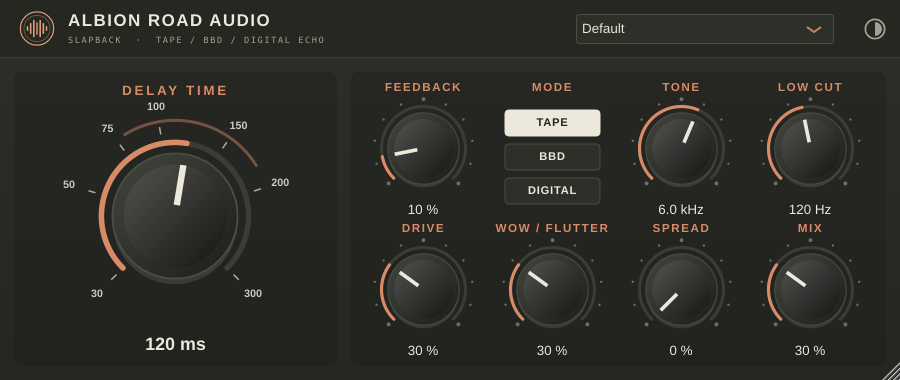 ALBION ROAD AUDIO
SLAPBACK · TAPE / BBD / DIGITAL ECHO
Default
DELAY TIME
100
75
150
50
200
30
300
120 ms
FEEDBACK
MODE
TONE
LOW CUT
TAPE
BBD
DIGITAL
10 %
6.0 kHz
120 Hz
DRIVE
WOW / FLUTTER
SPREAD
MIX
30 %
30 %
0 %
30 %